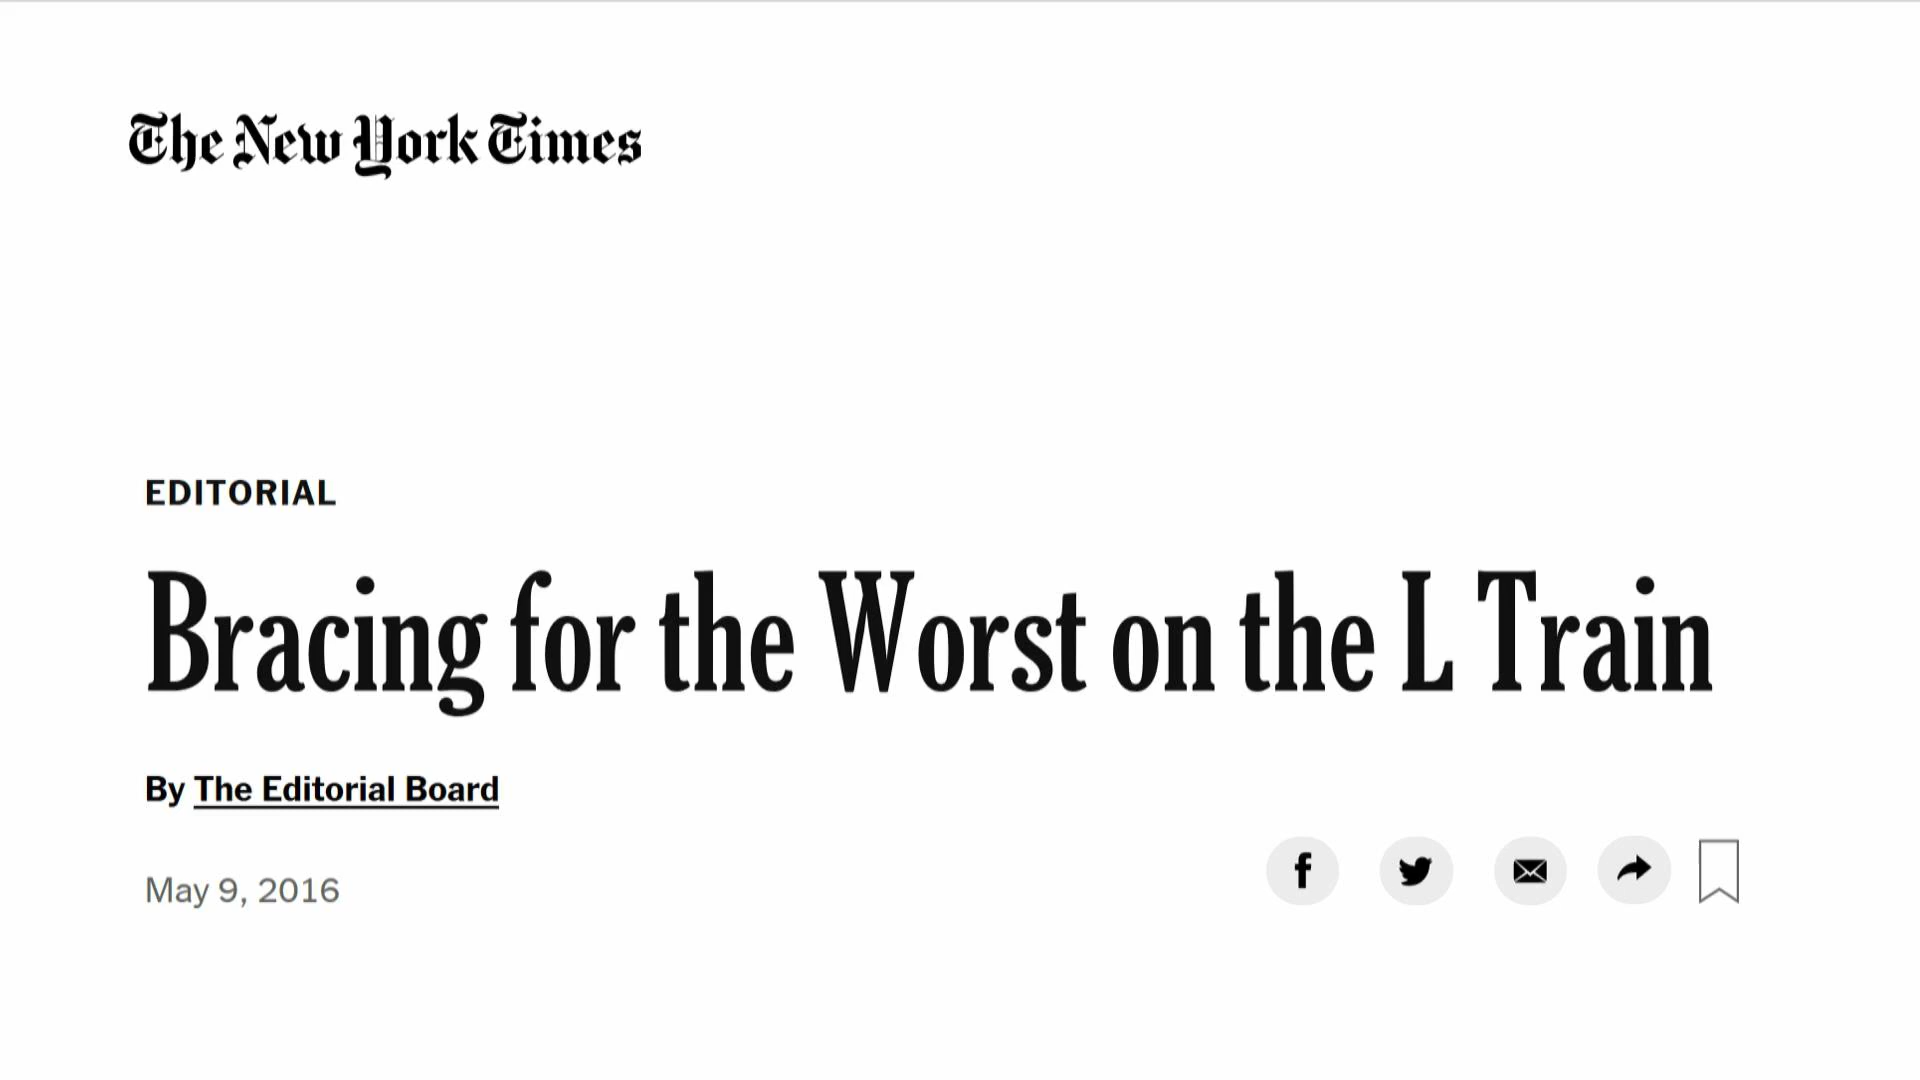 The New York Times
EDITORIAL
Bracing for the Worst on the L Train
By The Editorial Board
May 9, 2016